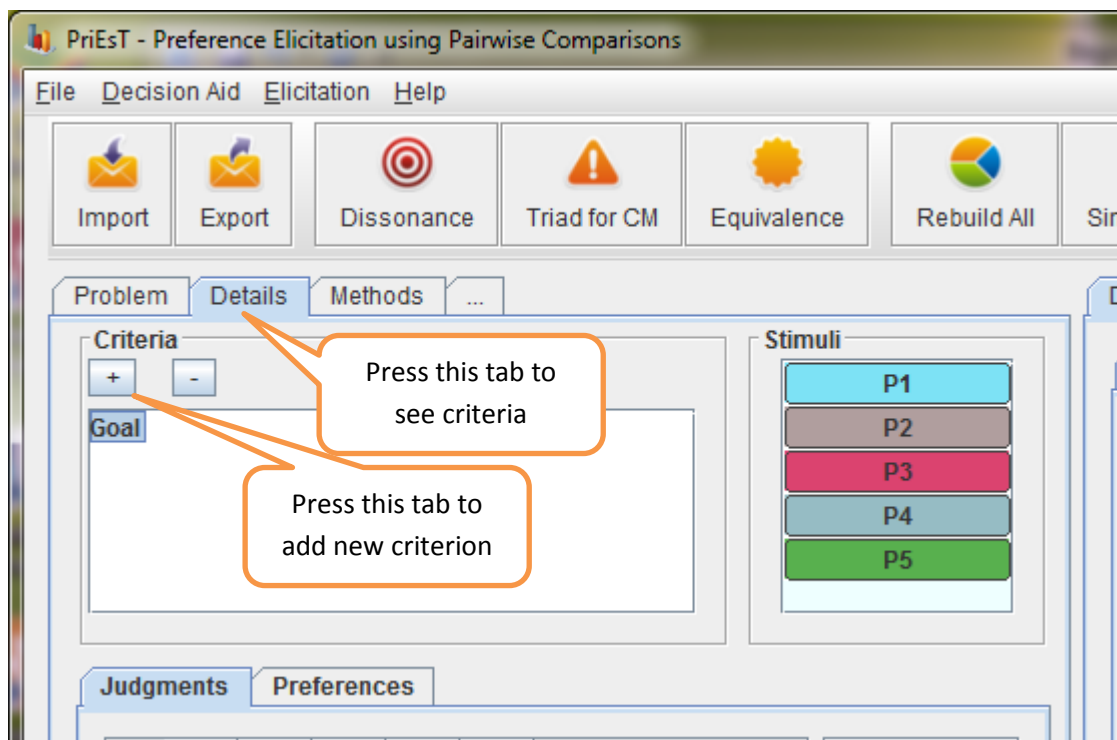 PriEsT - Preference Elicitation using Pairwise Comparisons
File Decision Aid Elicitation Help
Import Export Dissonance Triad for CM Equivalence Rebuild All
Problem Details Methods ...
Criteria Stimuli
+ -
Press this tab to
see criteria
Goal
P1
P2
P3
P4
P5
Press this tab to
add new criterion
Judgments Preferences